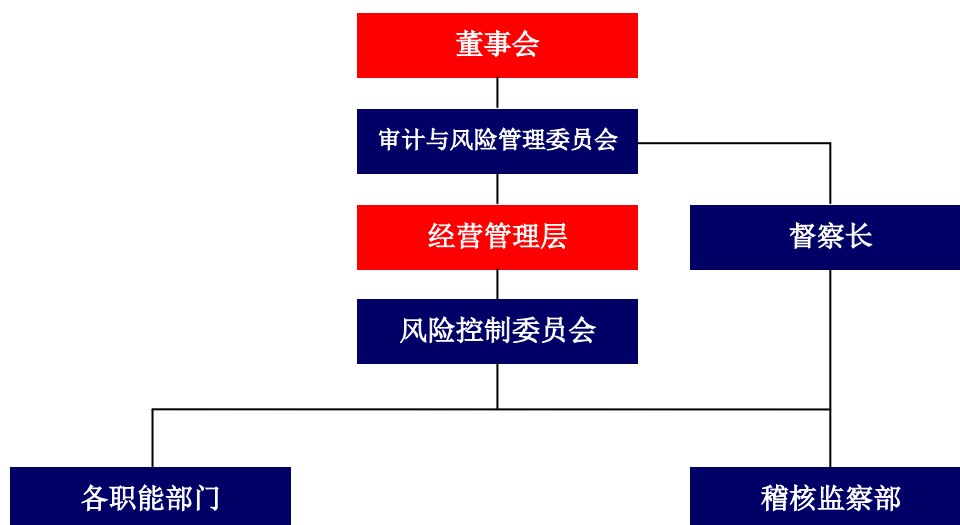 董事会
审计与风险管理委员会
经营管理层
督察长
风险控制委员会
各职能部门
稽核监察部